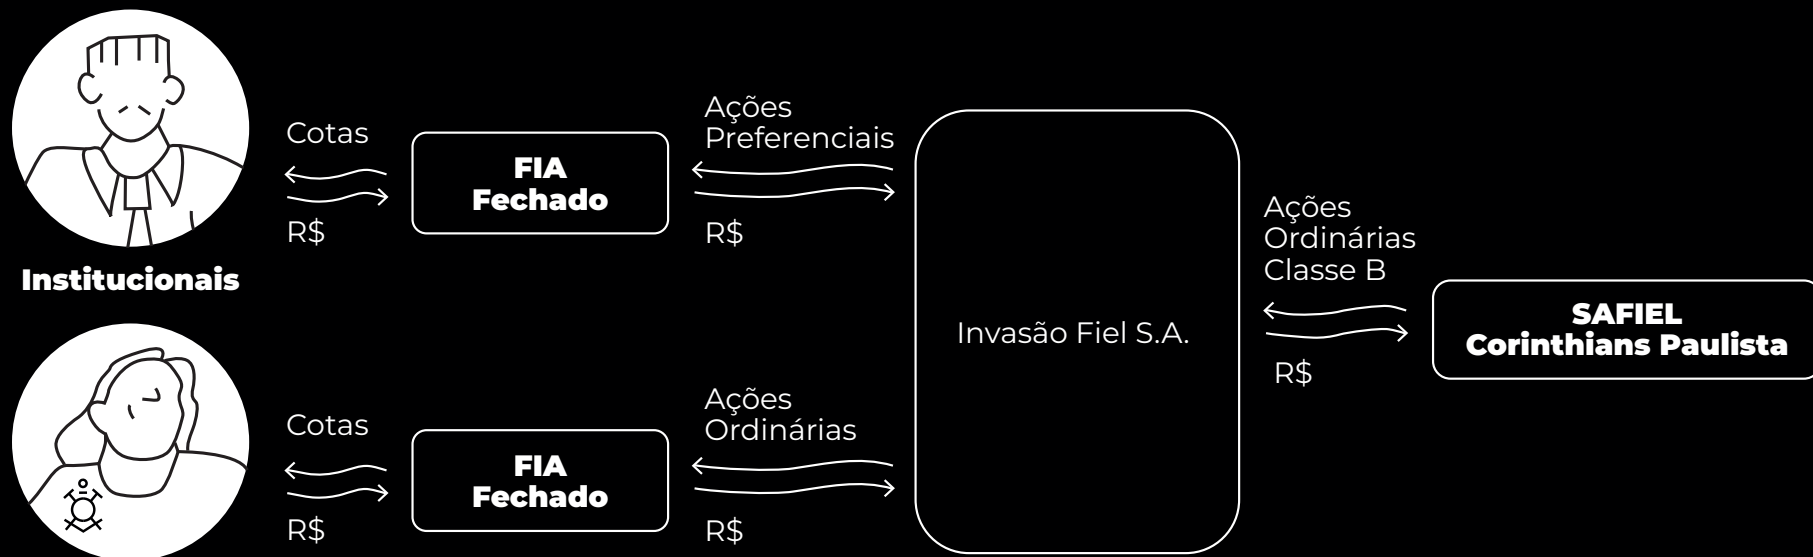 Institucionais
Cotas
R$
FIA
Fechado
Ações
Preferenciais
R$
Cotas
R$
FIA
Fechado
Ações
Ordinárias
R$
Invasão Fiel S.A.
Ações
Ordinárias
Classe B
R$
SAFIEL
Corinthians Paulista